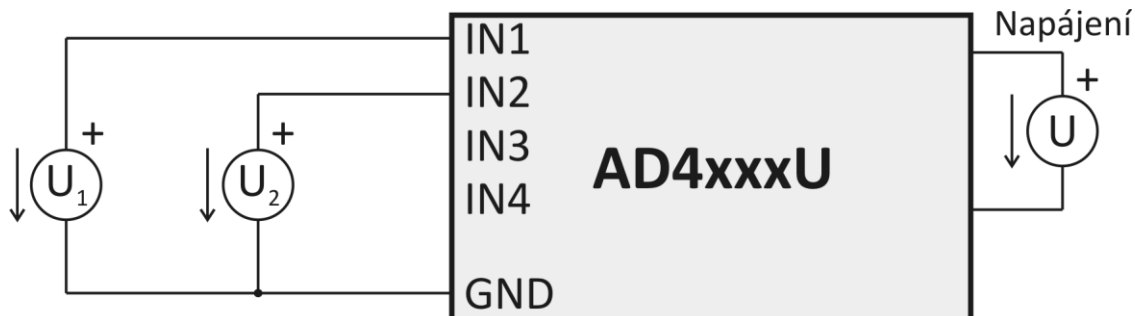 Napájení
IN1
IN2
IN3
IN4
GND
AD4xxxU
+
U1
+
U2
+
U